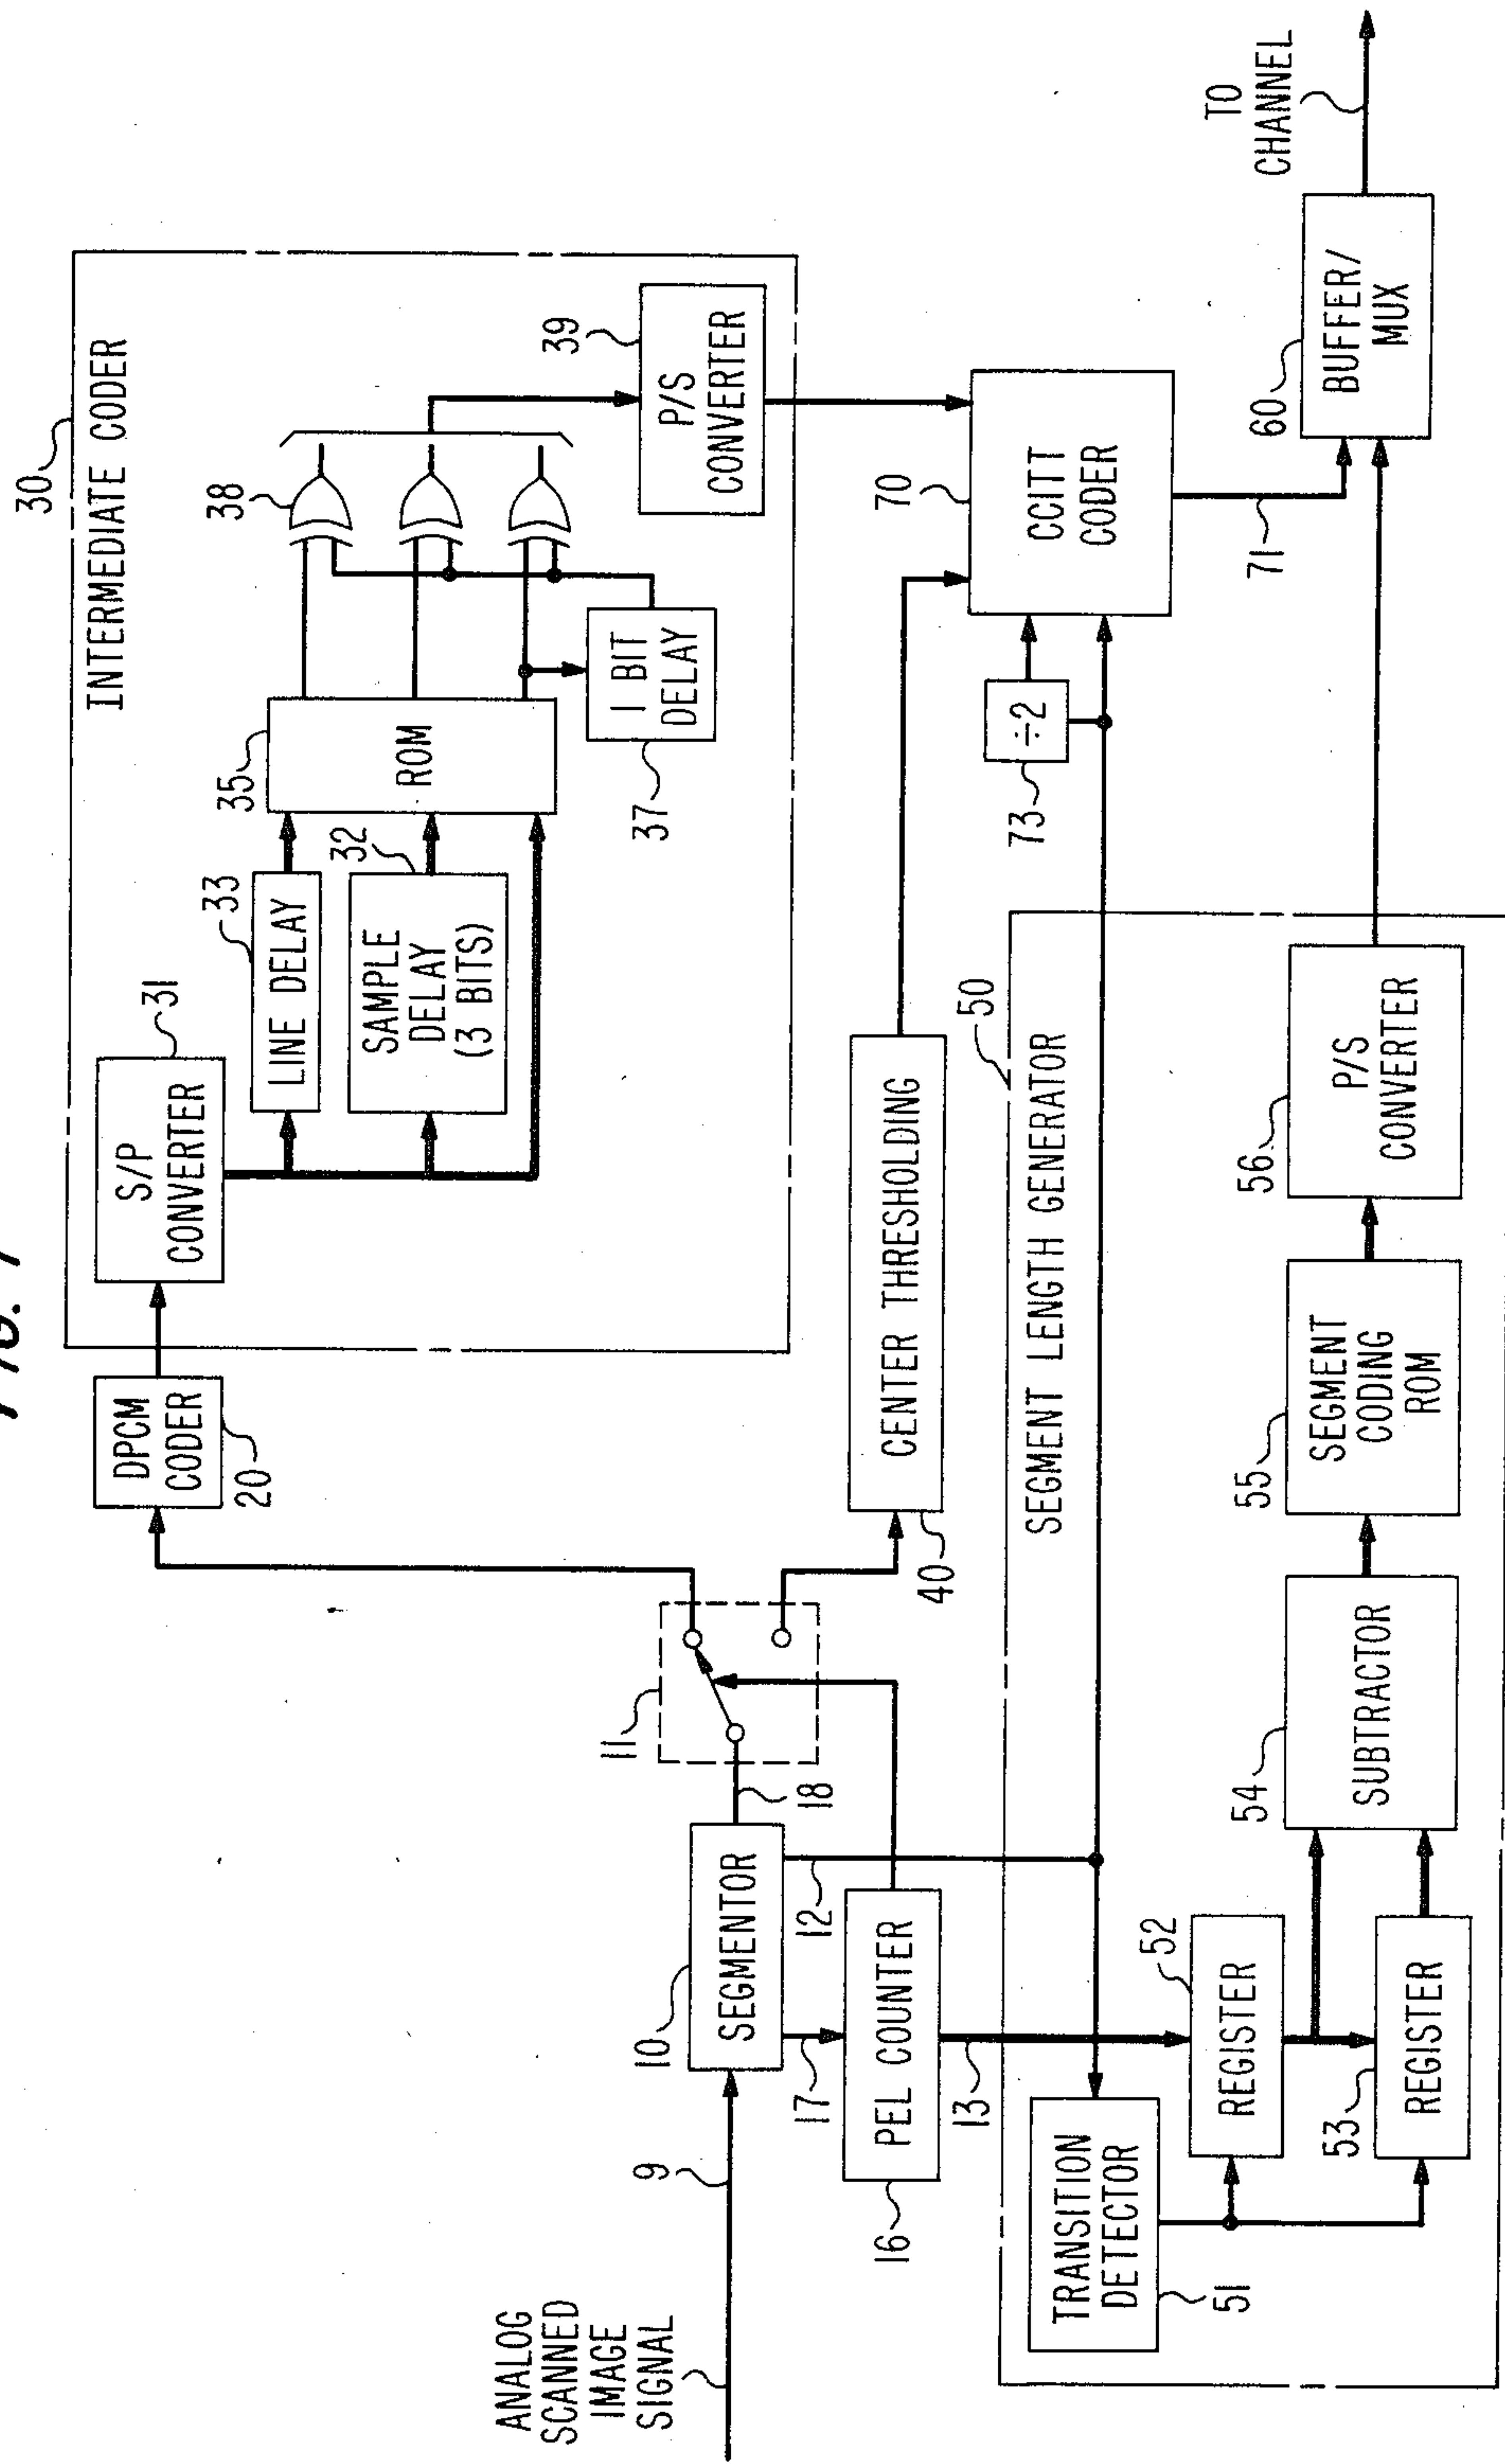 FIG.
30
INTERMEDIATE CODER
S/P
CONVERTER
31
DPCM
CODER
20
33
LINE DELAY
SAMPLE
DELAY
(3 BITS)
32
35
ROM
38
1 BIT
DELAY
37
39
P/S
CONVERTER
ANALOG
SCANNED
IMAGE
SIGNAL
9
10
SEGMENTOR
18
11
17
12
PEL COUNTER
16
13
40
CENTER THRESHOLDING
70
CCITT
CODER
71
÷2
73
50
SEGMENT LENGTH GENERATOR
TRANSITION
DETECTOR
51
52
REGISTER
53
REGISTER
54
SUBTRACTOR
55
SEGMENT
CODING
ROM
56
P/S
CONVERTER
60
BUFFER/
MUX
TO
CHANNEL